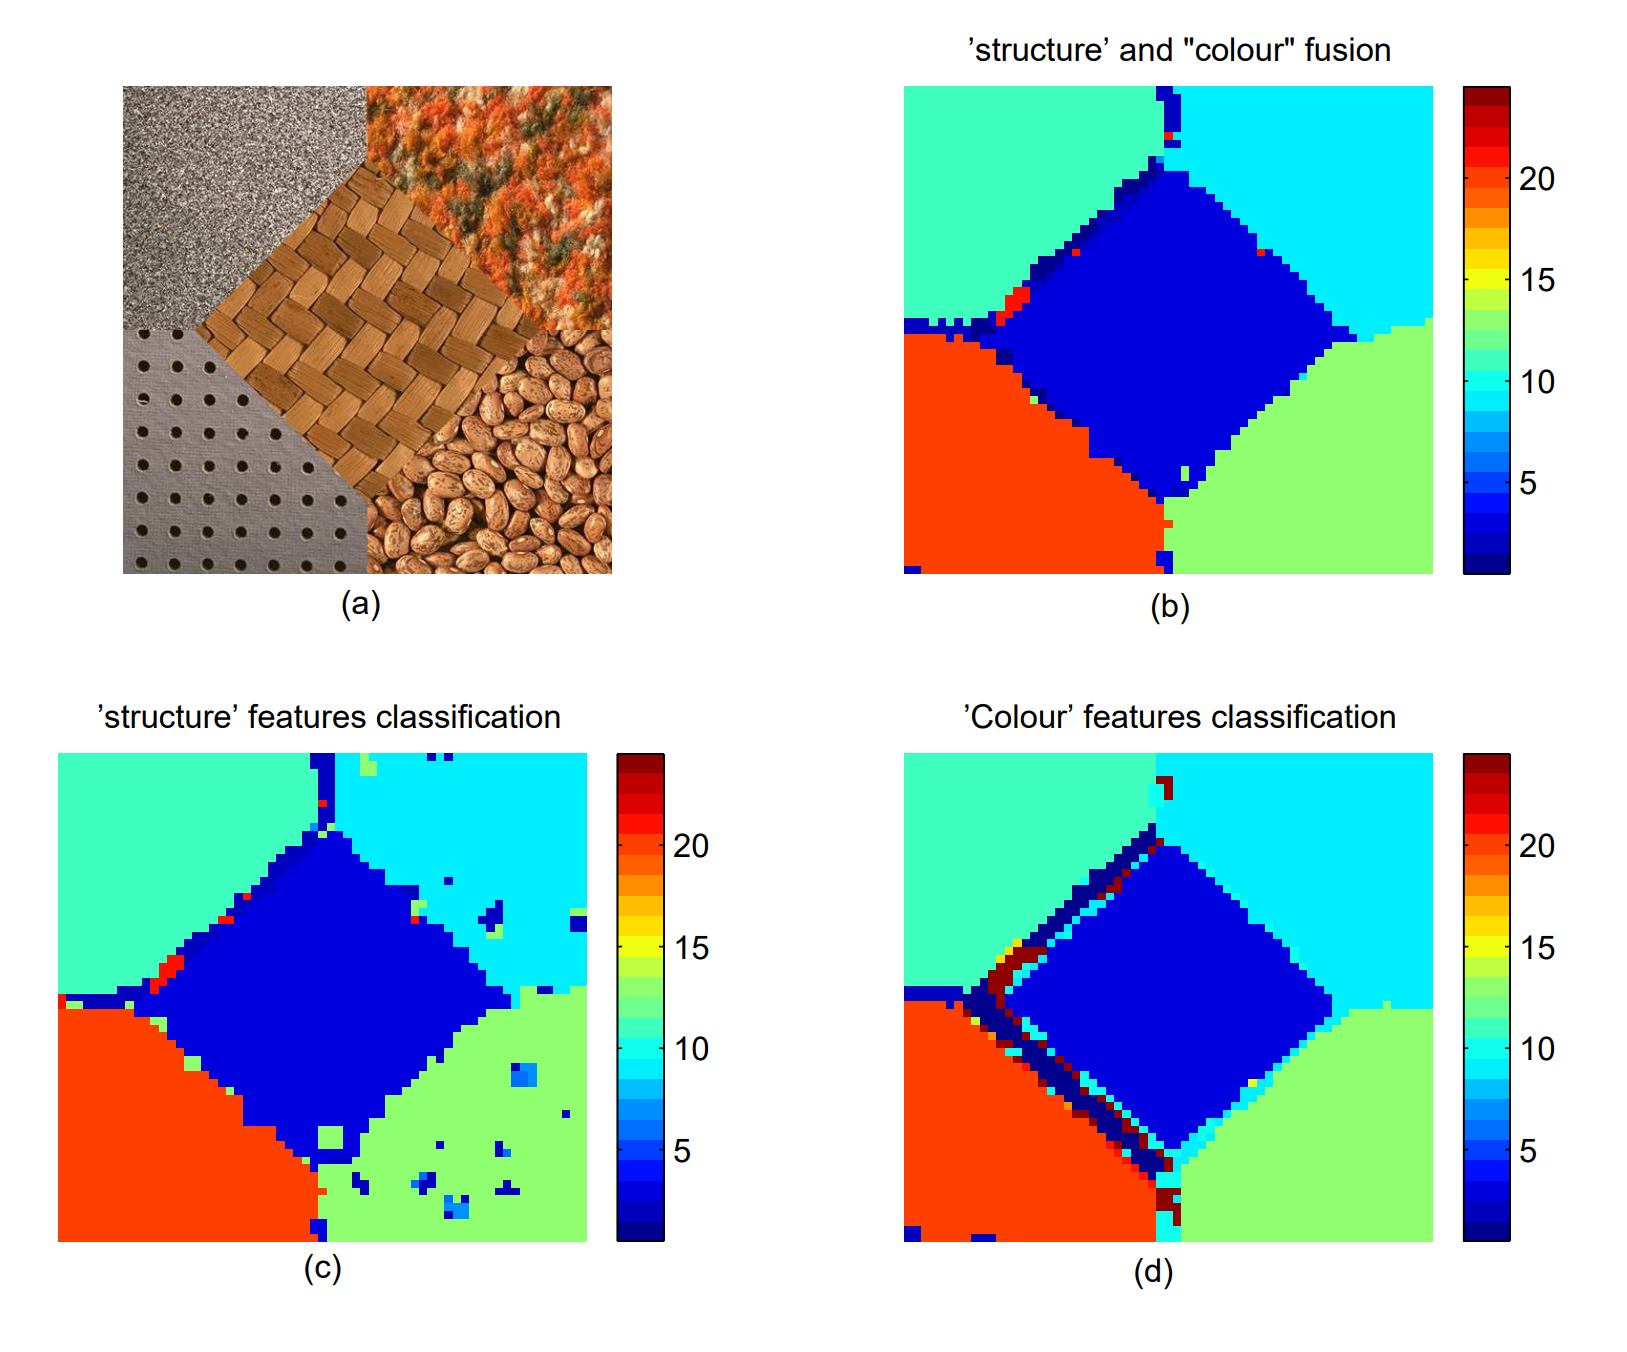 ’structure’ and "colour" fusion
20
15
10
5
(a)
(b)
’structure’ features classification
20
15
10
5
(c)
’Colour’ features classification
20
15
10
5
(d)